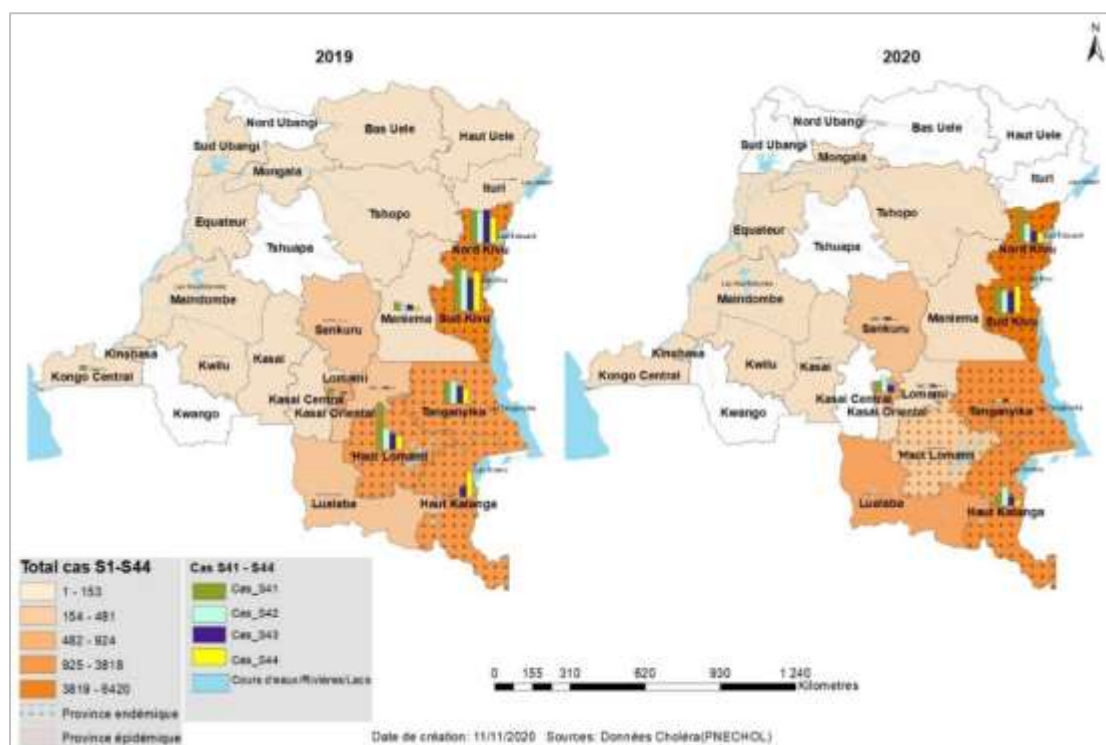 N
2019
2020
Nord Ubangi
Bas Uele
Haut Uele
Sud Ubangi
Mongala
Ituri
Equateur
Tshopo
Tshuapa
Nord Kivu
Maindombe
Maniema
Sud Kivu
Senkuru
Kinshasa
Kwilu
Kasai
Lomami
Kongo Central
Kasai Central
Kasai Oriental
Tanganyika
Kwango
Haut Lomami
Lualaba
Haut Katanga
Nord Ubangi
Bas Uele
Haut Uele
Sud Ubangi
Mongala
Ituri
Equateur
Tshopo
Tshuapa
Nord Kivu
Maindombe
Maniema
Sud Kivu
Senkuru
Kinshasa
Kwilu
Kasai
Lomami
Kongo Central
Kasai Central
Kasai Oriental
Tanganyika
Kwango
Haut Lomami
Lualaba
Haut Katanga
Total cas S1-S44
1 - 153
154 - 481
482 - 924
925 - 3818
3819 - 6420
Province endémique
Province épidémique
Cas S41 - S44
Cas_S41
Cas_S42
Cas_S43
Cas_S44
Cours d'eaux/Rivières/Lacs
0 155 310 620 930 1 240
Kilometres
Date de création: 11/11/2020 Sources: Données Choléra(PNECHOL)